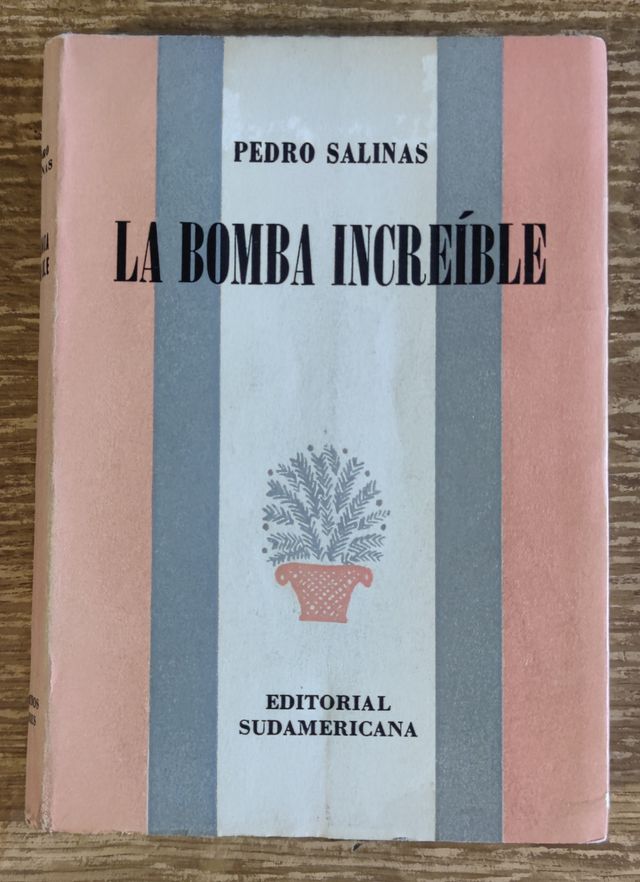 PEDRO SALINAS
LA BOMBA INCREÍBLE
EDITORIAL
SUDAMERICANA